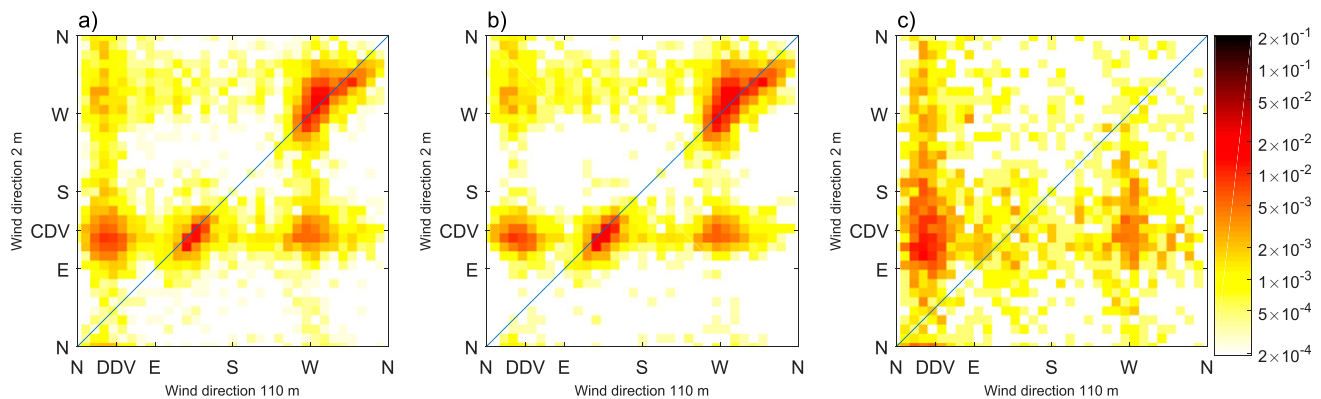 a)
N
W
S
CDV
E
N
Wind direction 2 m
N DDV E S W N
Wind direction 110 m
b)
N
W
S
CDV
E
N
Wind direction 2 m
N DDV E S W N
Wind direction 110 m
c)
N
W
S
CDV
E
N
Wind direction 2 m
N DDV E S W N
Wind direction 110 m
2×10⁻¹
1×10⁻¹
5×10⁻²
2×10⁻²
1×10⁻²
5×10⁻³
2×10⁻³
1×10⁻³
5×10⁻⁴
2×10⁻⁴